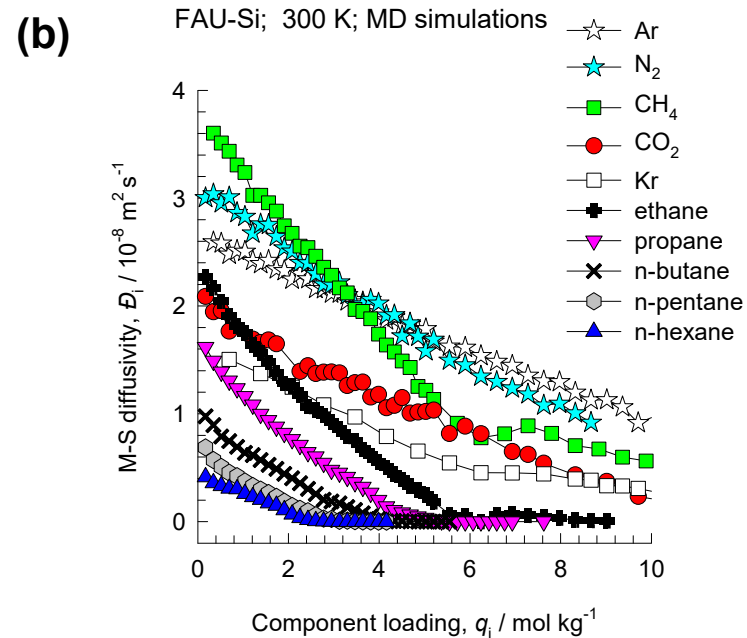 (b)
FAU-Si; 300 K; MD simulations
Ar
N₂
CH₄
CO₂
Kr
ethane
propane
n-butane
n-pentane
n-hexane
4
3
2
1
0
M-S diffusivity, Đᵢ / 10⁻⁸ m² s⁻¹
0 2 4 6 8 10
Component loading, qᵢ / mol kg⁻¹